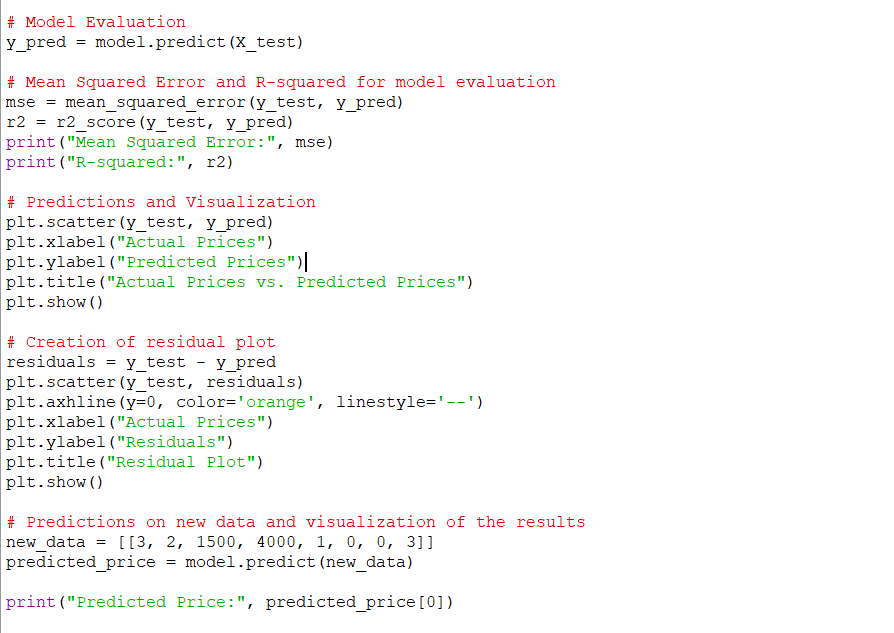 # Model Evaluation
y_pred = model.predict(X_test)
# Mean Squared Error and R-squared for model evaluation
mse = mean_squared_error(y_test, y_pred)
r2 = r2_score(y_test, y_pred)
print("Mean Squared Error:", mse)
print("R-squared:", r2)
# Predictions and Visualization
plt.scatter(y_test, y_pred)
plt.xlabel("Actual Prices")
plt.ylabel("Predicted Prices")
plt.title("Actual Prices vs. Predicted Prices")
plt.show()
# Creation of residual plot
residuals = y_test - y_pred
plt.scatter(y_test, residuals)
plt.axhline(y=0, color='orange', linestyle='--')
plt.xlabel("Actual Prices")
plt.ylabel("Residuals")
plt.title("Residual Plot")
plt.show()
# Predictions on new data and visualization of the results
new_data = [[3, 2, 1500, 4000, 1, 0, 0, 3]]
predicted_price = model.predict(new_data)
print("Predicted Price:", predicted_price[0])